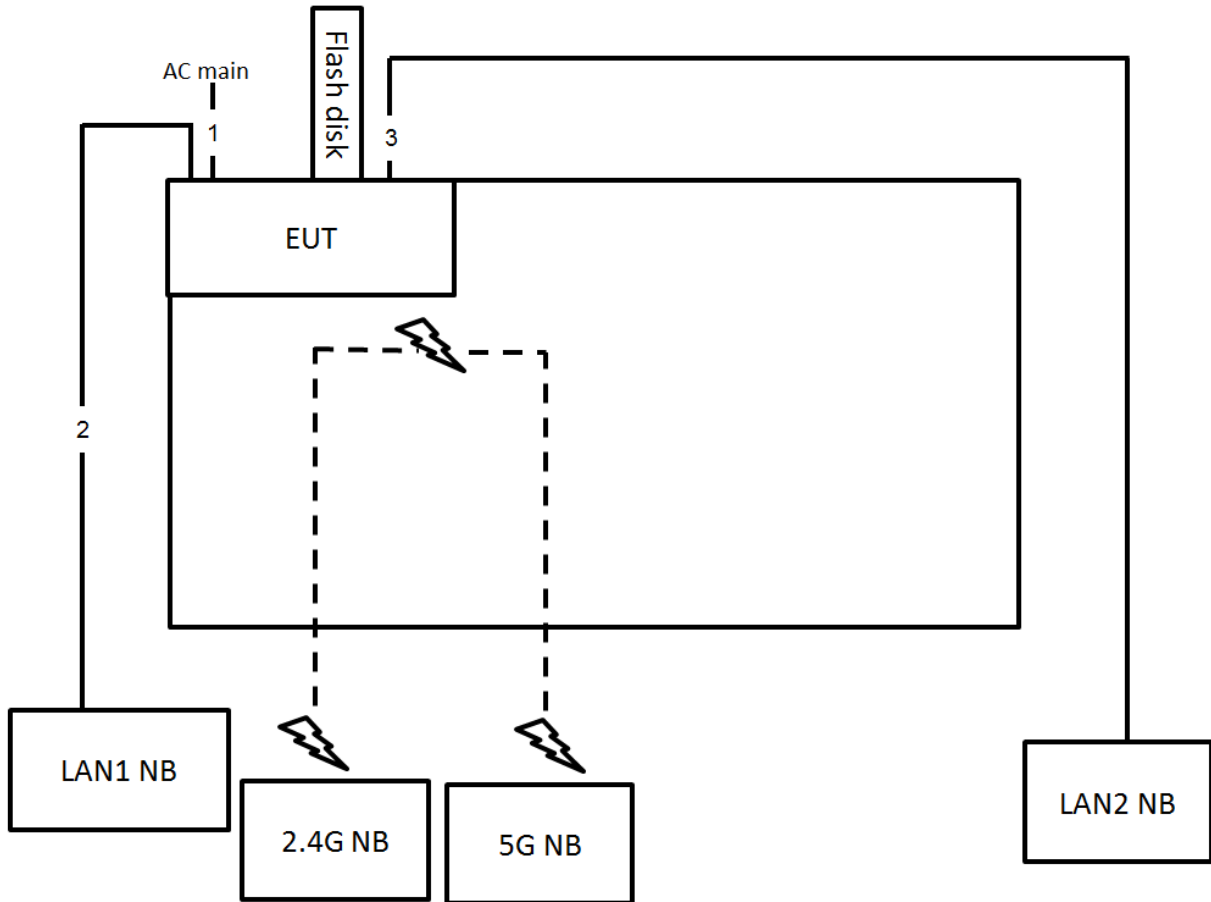 AC main
1
Flash disk
3
EUT
2
LAN1 NB
2.4G NB
5G NB
LAN2 NB